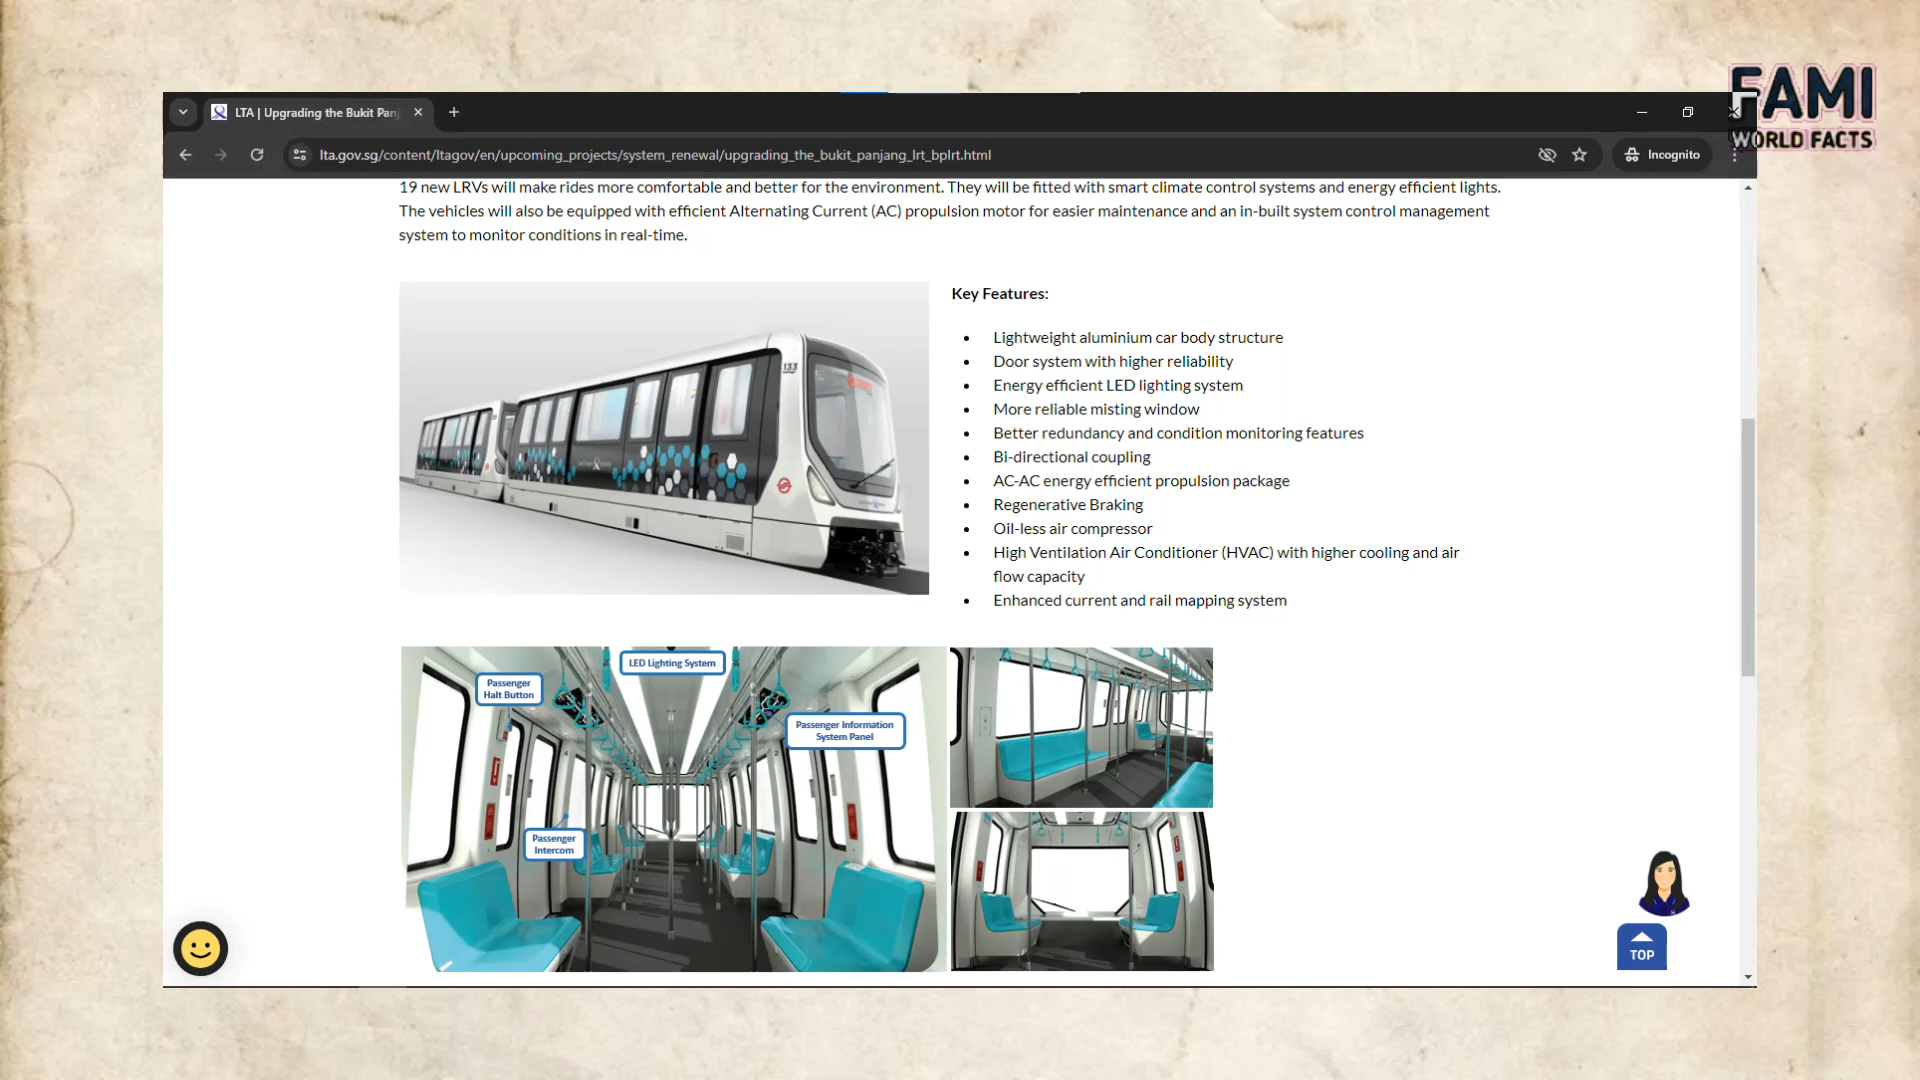 FAMI
WORLD FACTS
LTA | Upgrading the Bukit Panj
lta.gov.sg/content/ltagov/en/upcoming_projects/system_renewal/upgrading_the_bukit_panjang_lrt_bplrt.html
Incognito
19 new LRVs will make rides more comfortable and better for the environment. They will be fitted with smart climate control systems and energy efficient lights.
The vehicles will also be equipped with efficient Alternating Current (AC) propulsion motor for easier maintenance and an in-built system control management
system to monitor conditions in real-time.
133
Key Features:
Lightweight aluminium car body structure
Door system with higher reliability
Energy efficient LED lighting system
More reliable misting window
Better redundancy and condition monitoring features
Bi-directional coupling
AC-AC energy efficient propulsion package
Regenerative Braking
Oil-less air compressor
High Ventilation Air Conditioner (HVAC) with higher cooling and air
flow capacity
Enhanced current and rail mapping system
LED Lighting System
Passenger
Halt Button
Passenger Information
System Panel
Passenger
Intercom
TOP